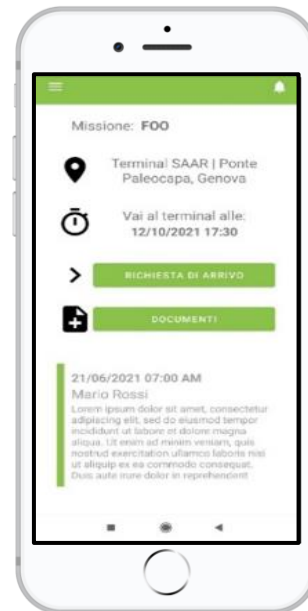 Missione: FOO
Terminal SAAR | Ponte
Paleocapa, Genova
Vai al terminal alle:
12/10/2021 17:30
RICHIESTA DI ARRIVO
DOCUMENTI
21/06/2021 07:00 AM
Mario Rossi
Lorem ipsum dolor sit amet, consectetur
adipiscing elit, sed do eiusmod tempor
incididunt ut labore et dolore magna
aliqua. Ut enim ad minim veniam, quis
nostrud exercitation ullamco laboris nisi
ut aliquip ex ea commodo consequat.
Duis aute irure dolor in reprehenderit